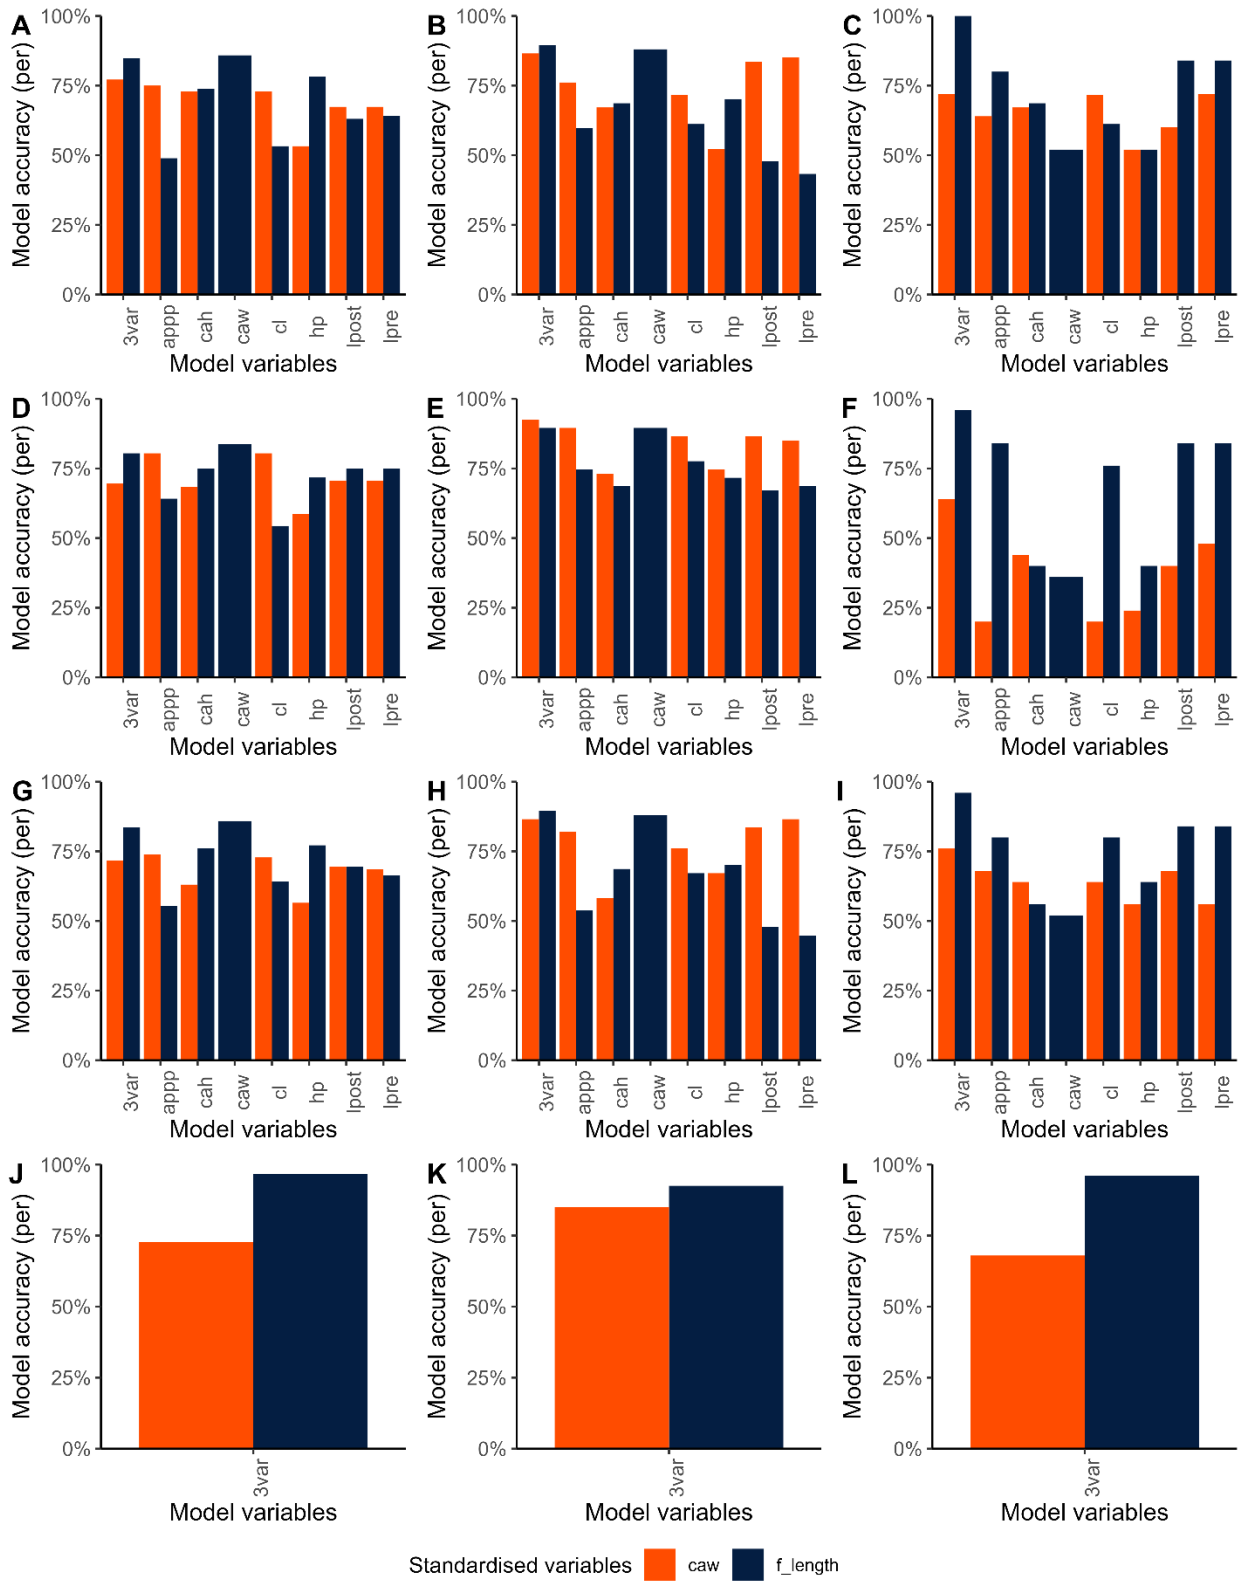 A
B
C
Model accuracy (per)
100%
75%
50%
25%
0%
3var
appp
cah
caw
cl
hp
lpost
lpre
Model variables
Model accuracy (per)
100%
75%
50%
25%
0%
3var
appp
cah
caw
cl
hp
lpost
lpre
Model variables
Model accuracy (per)
100%
75%
50%
25%
0%
3var
appp
cah
caw
cl
hp
lpost
lpre
Model variables
D
E
F
Model accuracy (per)
100%
75%
50%
25%
0%
3var
appp
cah
caw
cl
hp
lpost
lpre
Model variables
Model accuracy (per)
100%
75%
50%
25%
0%
3var
appp
cah
caw
cl
hp
lpost
lpre
Model variables
Model accuracy (per)
100%
75%
50%
25%
0%
3var
appp
cah
caw
cl
hp
lpost
lpre
Model variables
G
H
I
Model accuracy (per)
100%
75%
50%
25%
0%
3var
appp
cah
caw
cl
hp
lpost
lpre
Model variables
Model accuracy (per)
100%
75%
50%
25%
0%
3var
appp
cah
caw
cl
hp
lpost
lpre
Model variables
Model accuracy (per)
100%
75%
50%
25%
0%
3var
appp
cah
caw
cl
hp
lpost
lpre
Model variables
J
K
L
Model accuracy (per)
100%
75%
50%
25%
0%
3var
Model variables
Model accuracy (per)
100%
75%
50%
25%
0%
3var
Model variables
Model accuracy (per)
100%
75%
50%
25%
0%
3var
Model variables
Standardised variables caw f_length